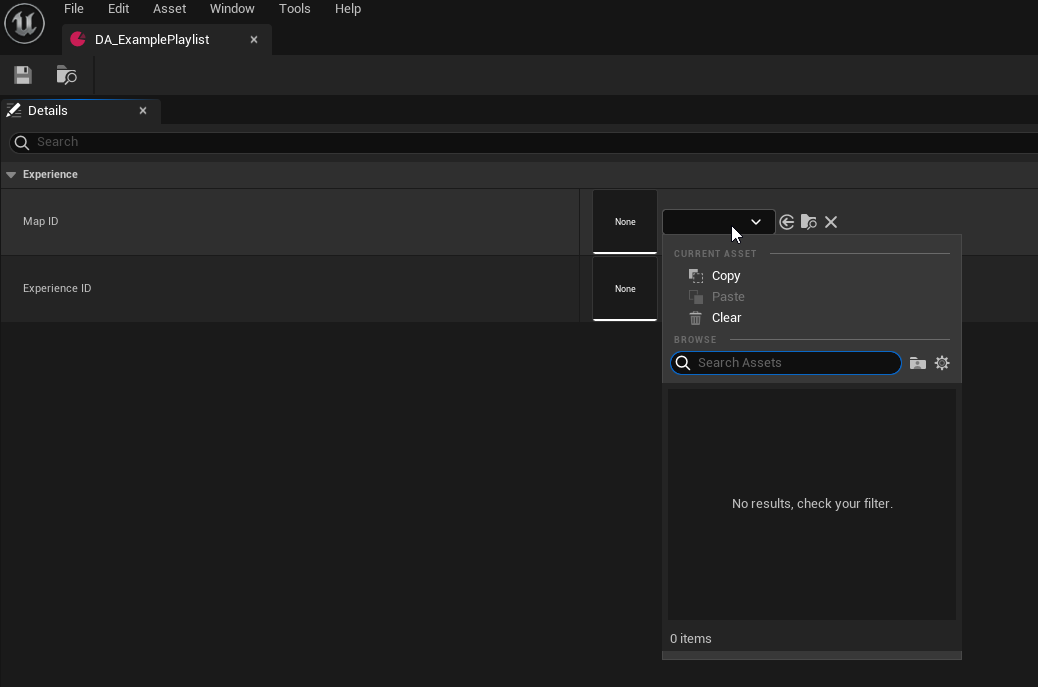 File Edit Asset Window Tools Help
DA_ExamplePlaylist
Details
Search
Experience
Map ID
None
CURRENT ASSET
Copy
Experience ID
None
Paste
Clear
BROWSE
Search Assets
No results, check your filter.
0 items